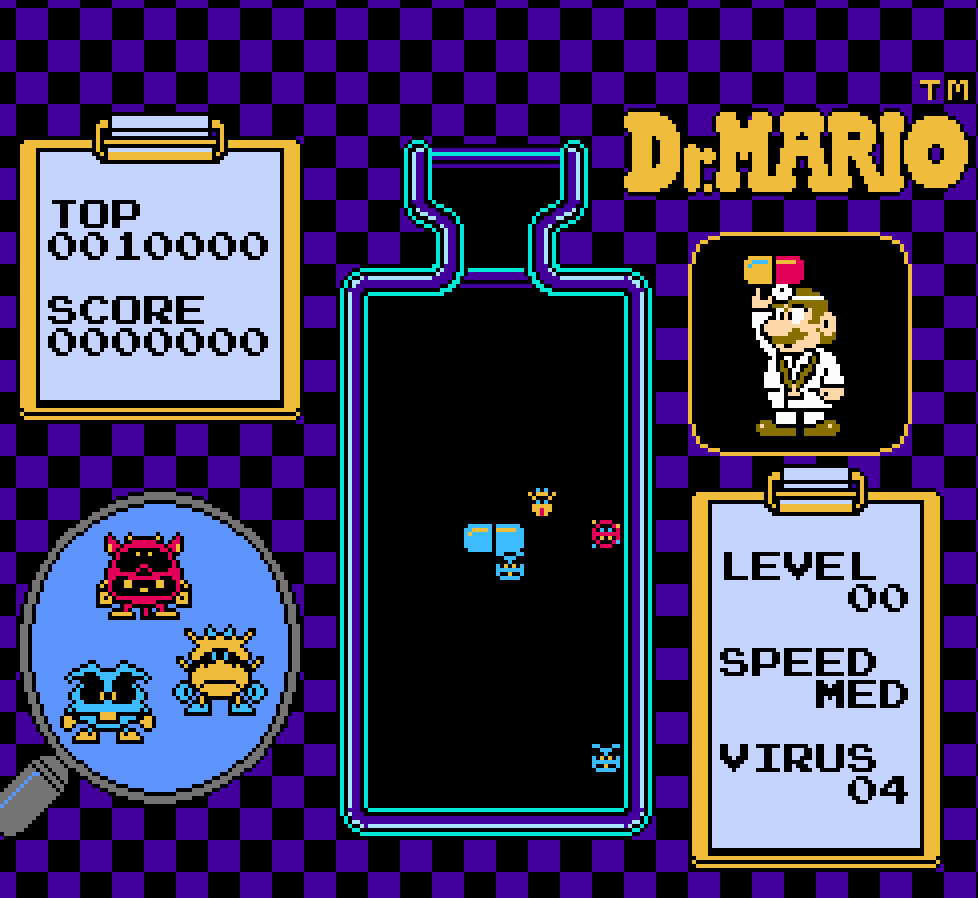 TM
Dr.MARIO
TOP
0010000
SCORE
0000000
LEVEL
00
SPEED
MED
VIRUS
04